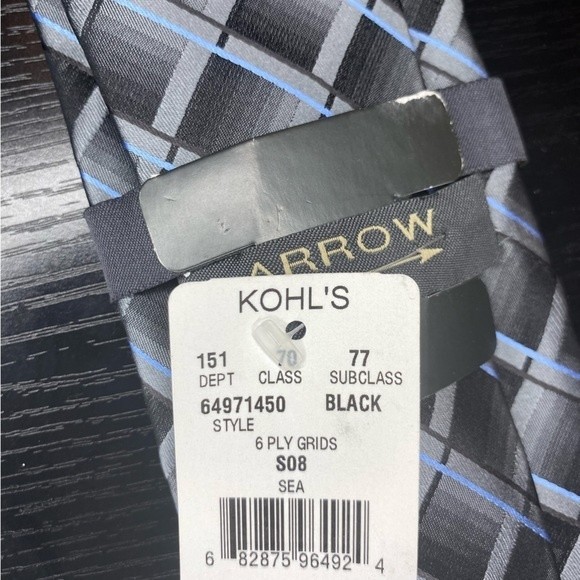 ARROW
KOHL'S
151 70 77
DEPT CLASS SUBCLASS
64971450 BLACK
STYLE
6 PLY GRIDS
S08
SEA
6 82875 96492 4